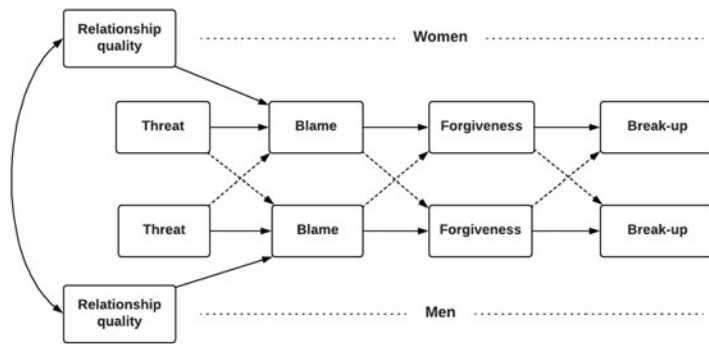 Relationship
quality
Women
Threat
Blame
Forgiveness
Break-up
Threat
Blame
Forgiveness
Break-up
Relationship
quality
Men